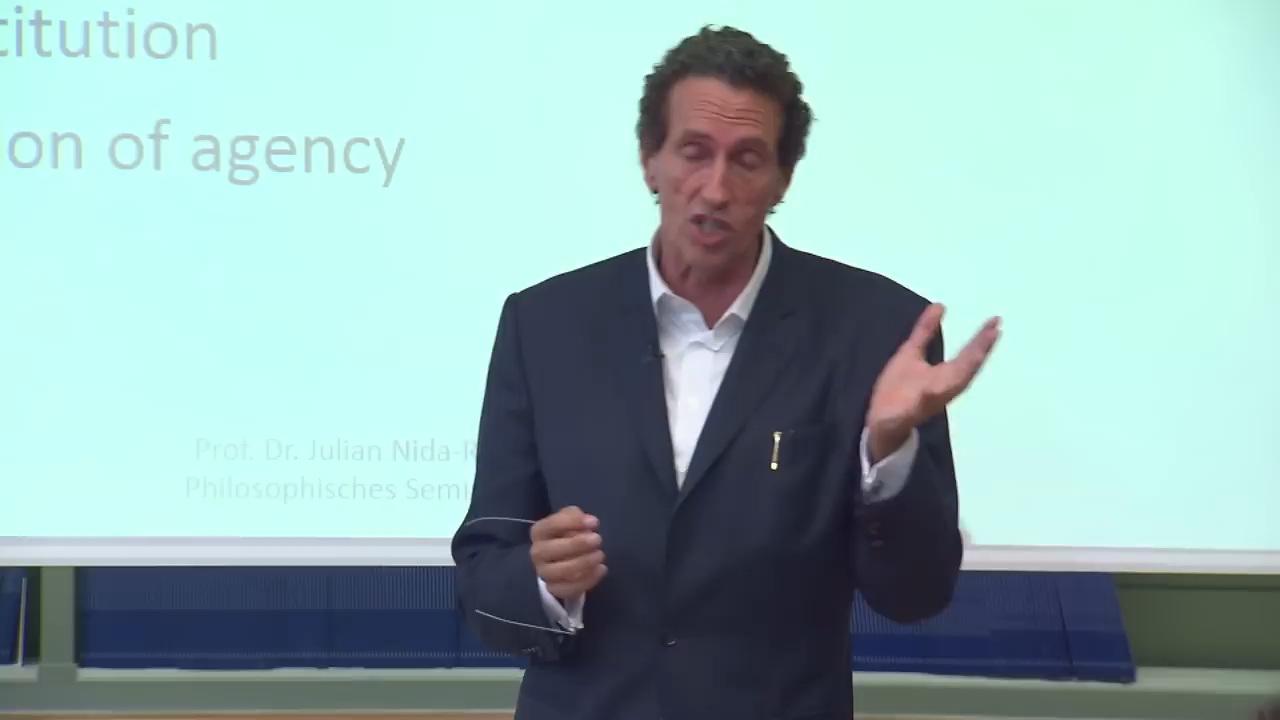 titution
on of agency
Prof. Dr. Julian Nida-R
Philosophisches Semi